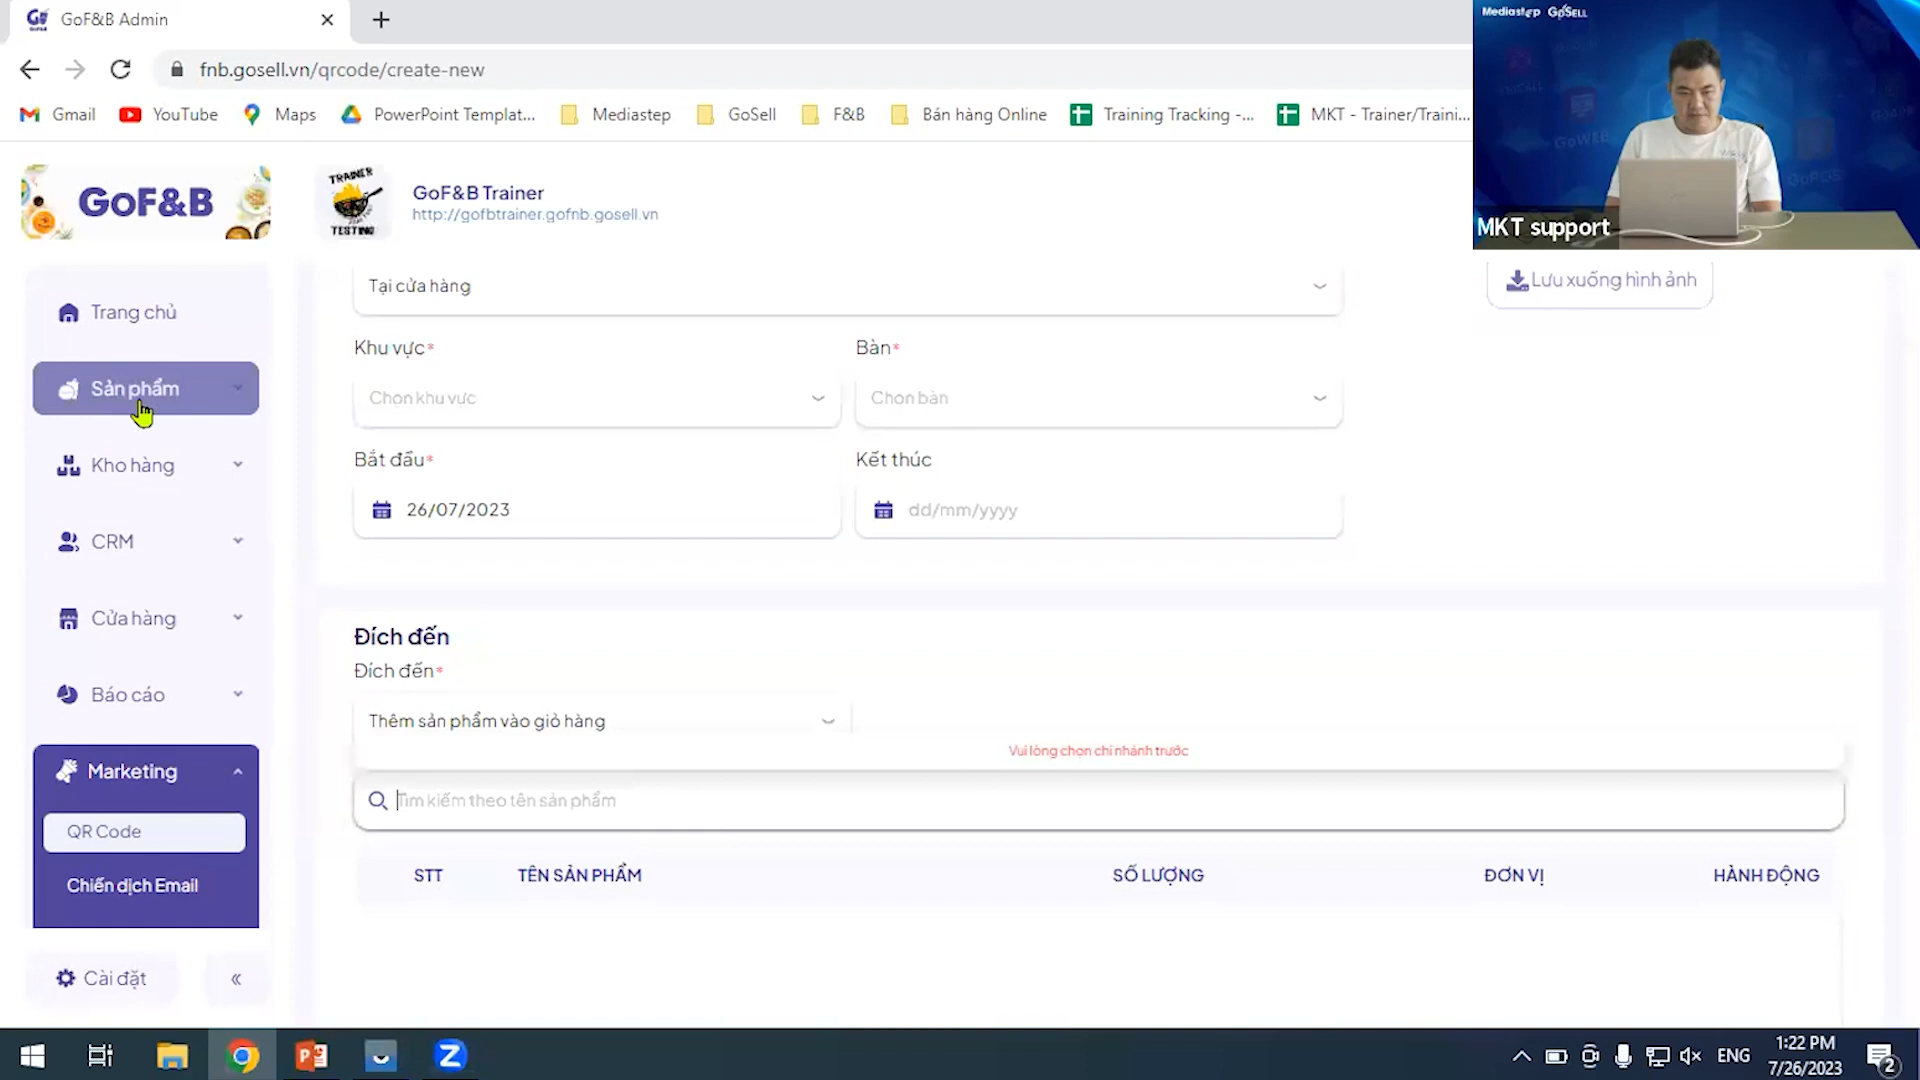 GoF&B Admin
fnb.gosell.vn/qrcode/create-new
Gmail
YouTube
Maps
PowerPoint Templat...
Mediastep
GoSell
F&B
Bán hàng Online
Training Tracking -...
MKT - Trainer/Traini...
Mediastep GoSELL
MKT support
GoF&B
TRAINER
TESTING
GoF&B Trainer
http://gofbtrainer.gofnb.gosell.vn
Trang chủ
Sản phẩm
Kho hàng
CRM
Cửa hàng
Báo cáo
Marketing
QR Code
Chiến dịch Email
Cài đặt
Tại cửa hàng
Lưu xuống hình ảnh
Khu vực*
Bàn*
Chọn khu vực
Chọn bàn
Bắt đầu*
Kết thúc
26/07/2023
dd/mm/yyyy
Đích đến
Đích đến*
Thêm sản phẩm vào giỏ hàng
Vui lòng chọn chi nhánh trước
Tìm kiếm theo tên sản phẩm
STT
TÊN SẢN PHẨM
SỐ LƯỢNG
ĐƠN VỊ
HÀNH ĐỘNG
ENG
1:22 PM
7/26/2023
2